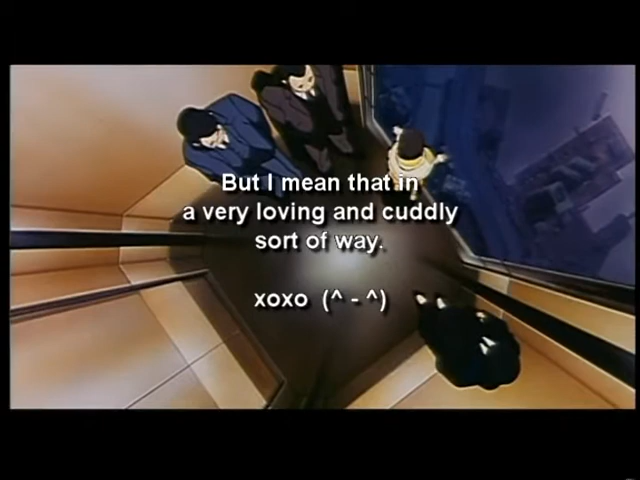 But I mean that in
a very loving and cuddly
sort of way.
xoxo (^ - ^)